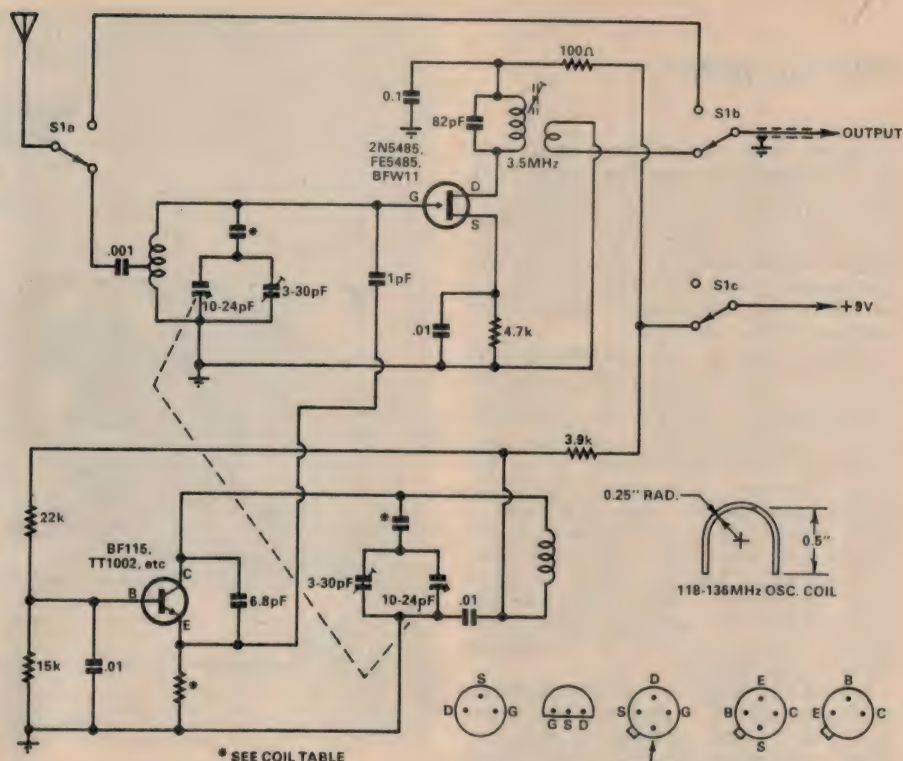 100Ω
0.1
S1a
S1b
82pF
OUTPUT
2N5485,
FE5485,
BFW11
3.5MHz
D
G
S
.001
*
1pF
S1c
10-24pF
3-30pF
+9V
.01
4.7k
3.9k
0.25" RAD.
22k
0.5"
BF115,
TT1002, etc
*
C
118-136MHz OSC. COIL
B
6.8pF
3-30pF
10-24pF
.01
E
15k
.01
*
S
D G
G S D
D
S G
E
B C
S
B
E C
* SEE COIL TABLE